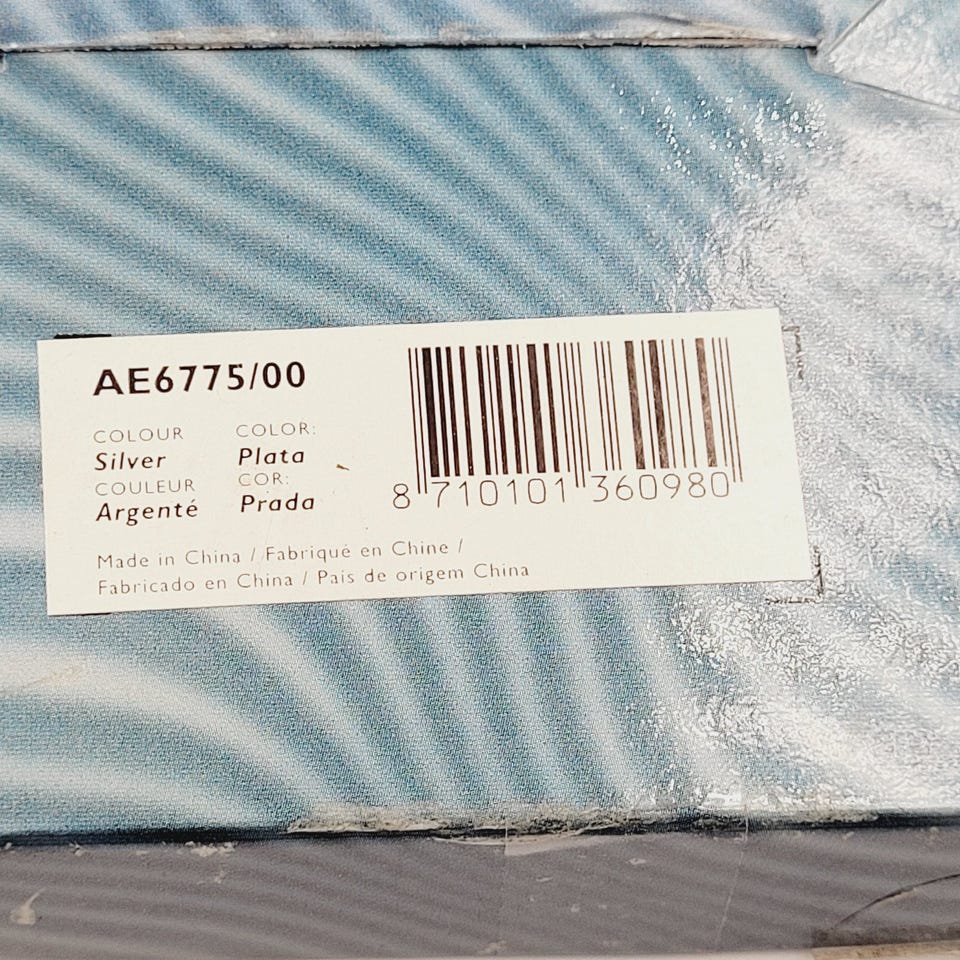 AE6775/00
COLOUR COLOR:
Silver Plata
COULEUR COR:
Argenté Prada
8 710101 360980
Made in China / Fabriqué en Chine /
Fabricado en China / Pais de origem China